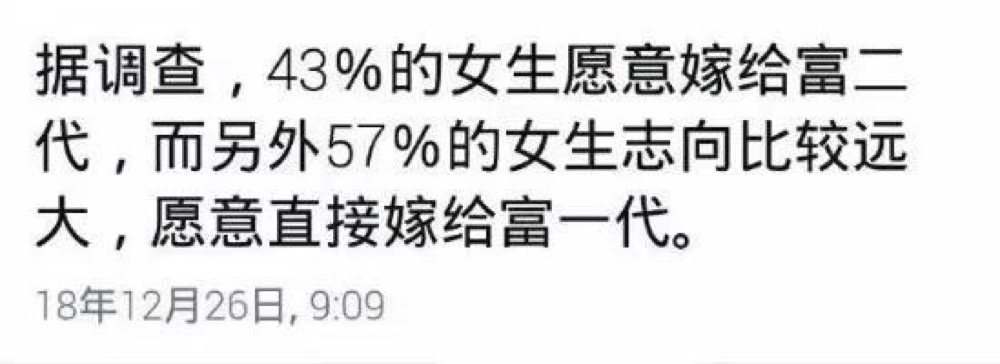 据调查，43%的女生愿意嫁给富二
代，而另外57%的女生志向比较远
大，愿意直接嫁给富一代。
18年12月26日, 9:09